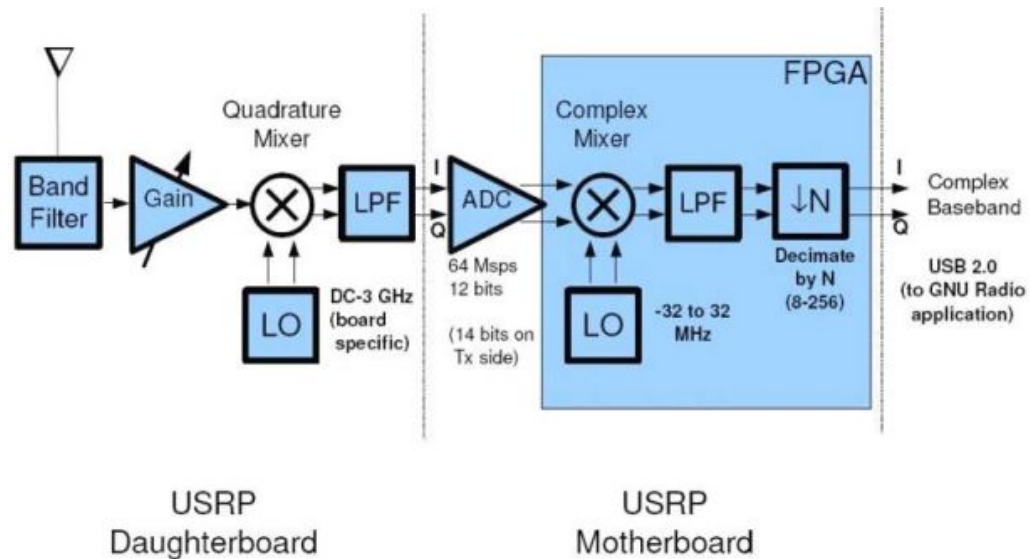 FPGA
Quadrature
Mixer
Complex
Mixer
Band
Filter
Gain
LPF
I
Q
ADC
LPF
↓N
I
Q
Complex
Baseband
LO
DC-3 GHz
(board
specific)
64 Msps
12 bits
(14 bits on
Tx side)
LO
-32 to 32
MHz
Decimate
by N
(8-256)
USB 2.0
(to GNU Radio
application)
USRP
Daughterboard
USRP
Motherboard